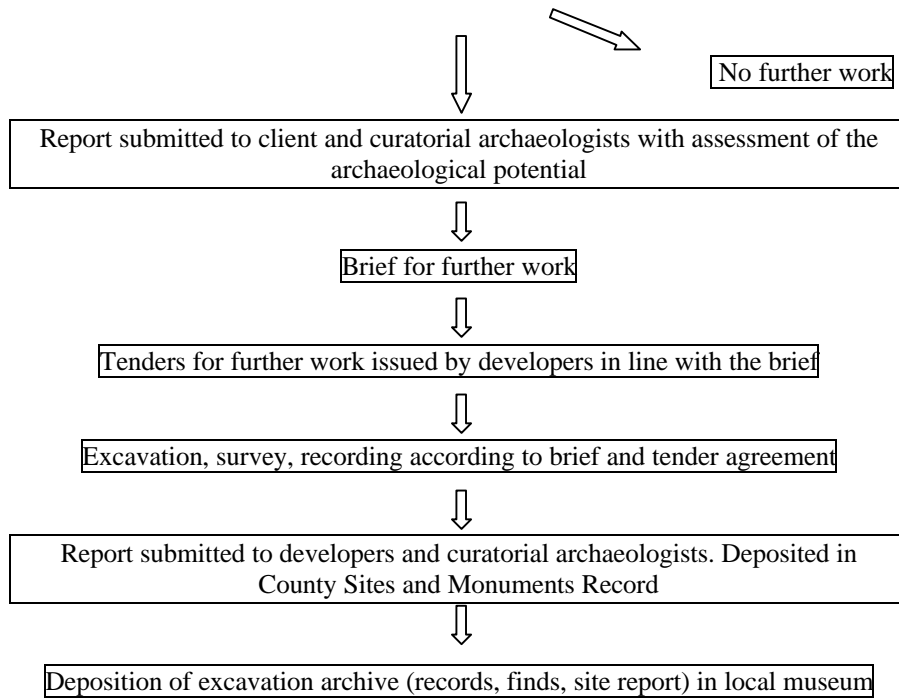 No further work
Report submitted to client and curatorial archaeologists with assessment of the
archaeological potential
Brief for further work
Tenders for further work issued by developers in line with the brief
Excavation, survey, recording according to brief and tender agreement
Report submitted to developers and curatorial archaeologists. Deposited in
County Sites and Monuments Record
Deposition of excavation archive (records, finds, site report) in local museum